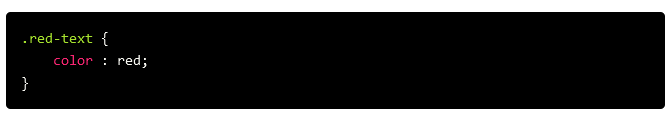 .red-text {
    color : red;
}